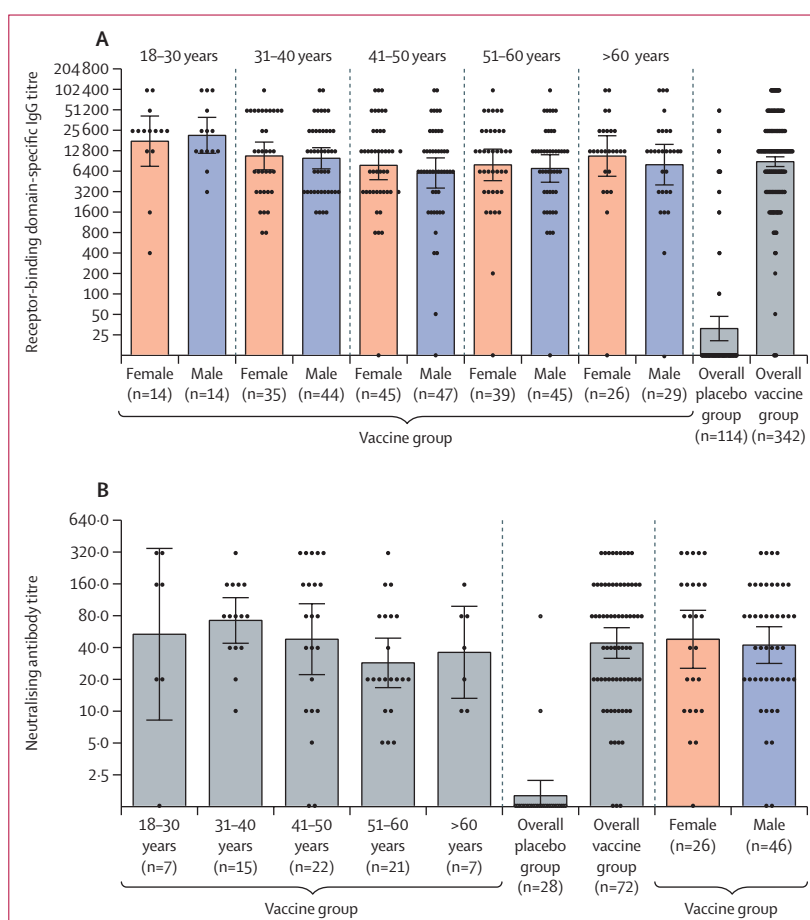 A
18–30 years 31–40 years 41–50 years 51–60 years >60 years
Receptor-binding domain-specific IgG titre
204 800
102 400
51 200
25 600
12 800
6400
3200
1600
800
400
200
100
50
25
Female (n=14)
Male (n=14)
Female (n=35)
Male (n=44)
Female (n=45)
Male (n=47)
Female (n=39)
Male (n=45)
Female (n=26)
Male (n=29)
Overall placebo group (n=114)
Overall vaccine group (n=342)
Vaccine group
B
Neutralising antibody titre
640·0
320·0
160·0
80·0
40·0
20·0
10·0
5·0
2·5
18–30 years (n=7)
31–40 years (n=15)
41–50 years (n=22)
51–60 years (n=21)
>60 years (n=7)
Overall placebo group (n=28)
Overall vaccine group (n=72)
Female (n=26)
Male (n=46)
Vaccine group
Vaccine group